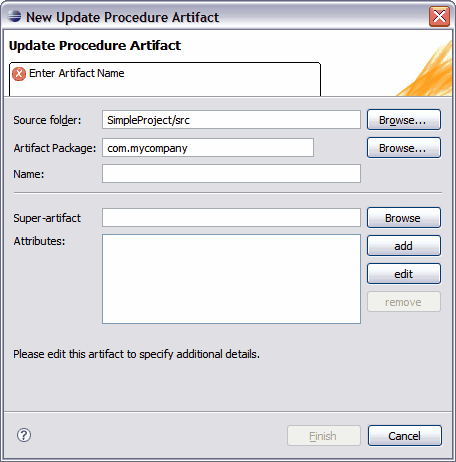 New Update Procedure Artifact
Update Procedure Artifact
Enter Artifact Name
Source folder: SimpleProject/src Browse...
Artifact Package: com.mycompany Browse...
Name:
Super-artifact Browse
Attributes: add
edit
remove
Please edit this artifact to specify additional details.
? Finish Cancel